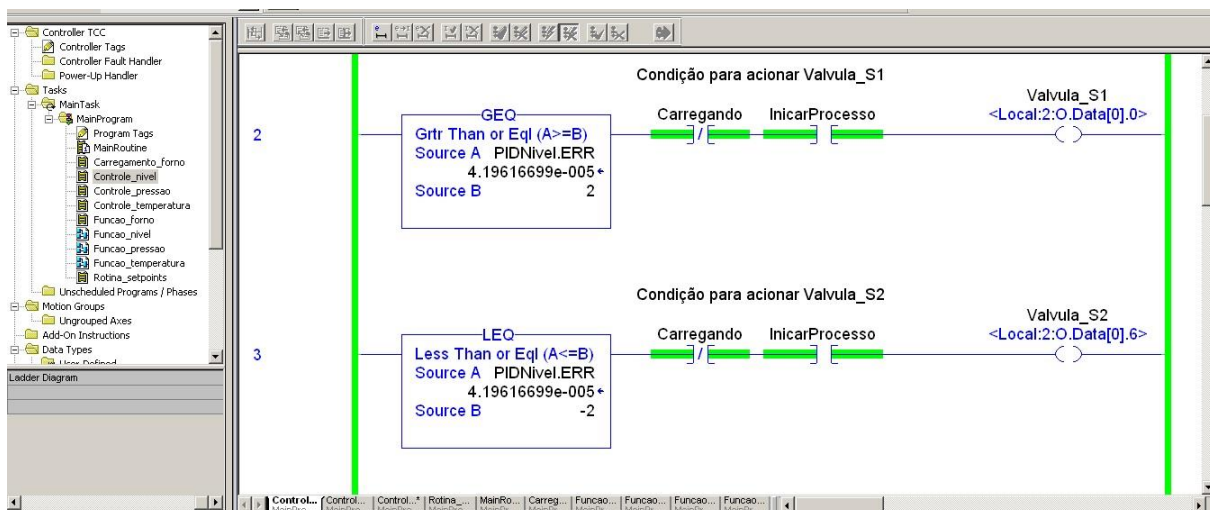 Controller TCC
Controller Tags
Controller Fault Handler
Power-Up Handler
Tasks
MainTask
MainProgram
Program Tags
MainRoutine
Carregamento_forno
Controle_nivel
Controle_pressao
Controle_temperatura
Funcao_forno
Funcao_nivel
Funcao_pressao
Funcao_temperatura
Rotina_setpoints
Unscheduled Programs / Phases
Motion Groups
Ungrouped Axes
Add-On Instructions
Data Types
Ladder Diagram
Condição para acionar Valvula_S1
2
GEQ
Grtr Than or Eql (A>=B)
Source A PIDNivel.ERR
4.19616699e-005
Source B 2
Carregando
InicarProcesso
Valvula_S1
<Local:2:O.Data[0].0>
Condição para acionar Valvula_S2
3
LEQ
Less Than or Eql (A<=B)
Source A PIDNivel.ERR
4.19616699e-005
Source B -2
Carregando
InicarProcesso
Valvula_S2
<Local:2:O.Data[0].6>
Control... Control... Control...* Rotina_... MainRo... Carreg... Funcao... Funcao... Funcao... Funcao...